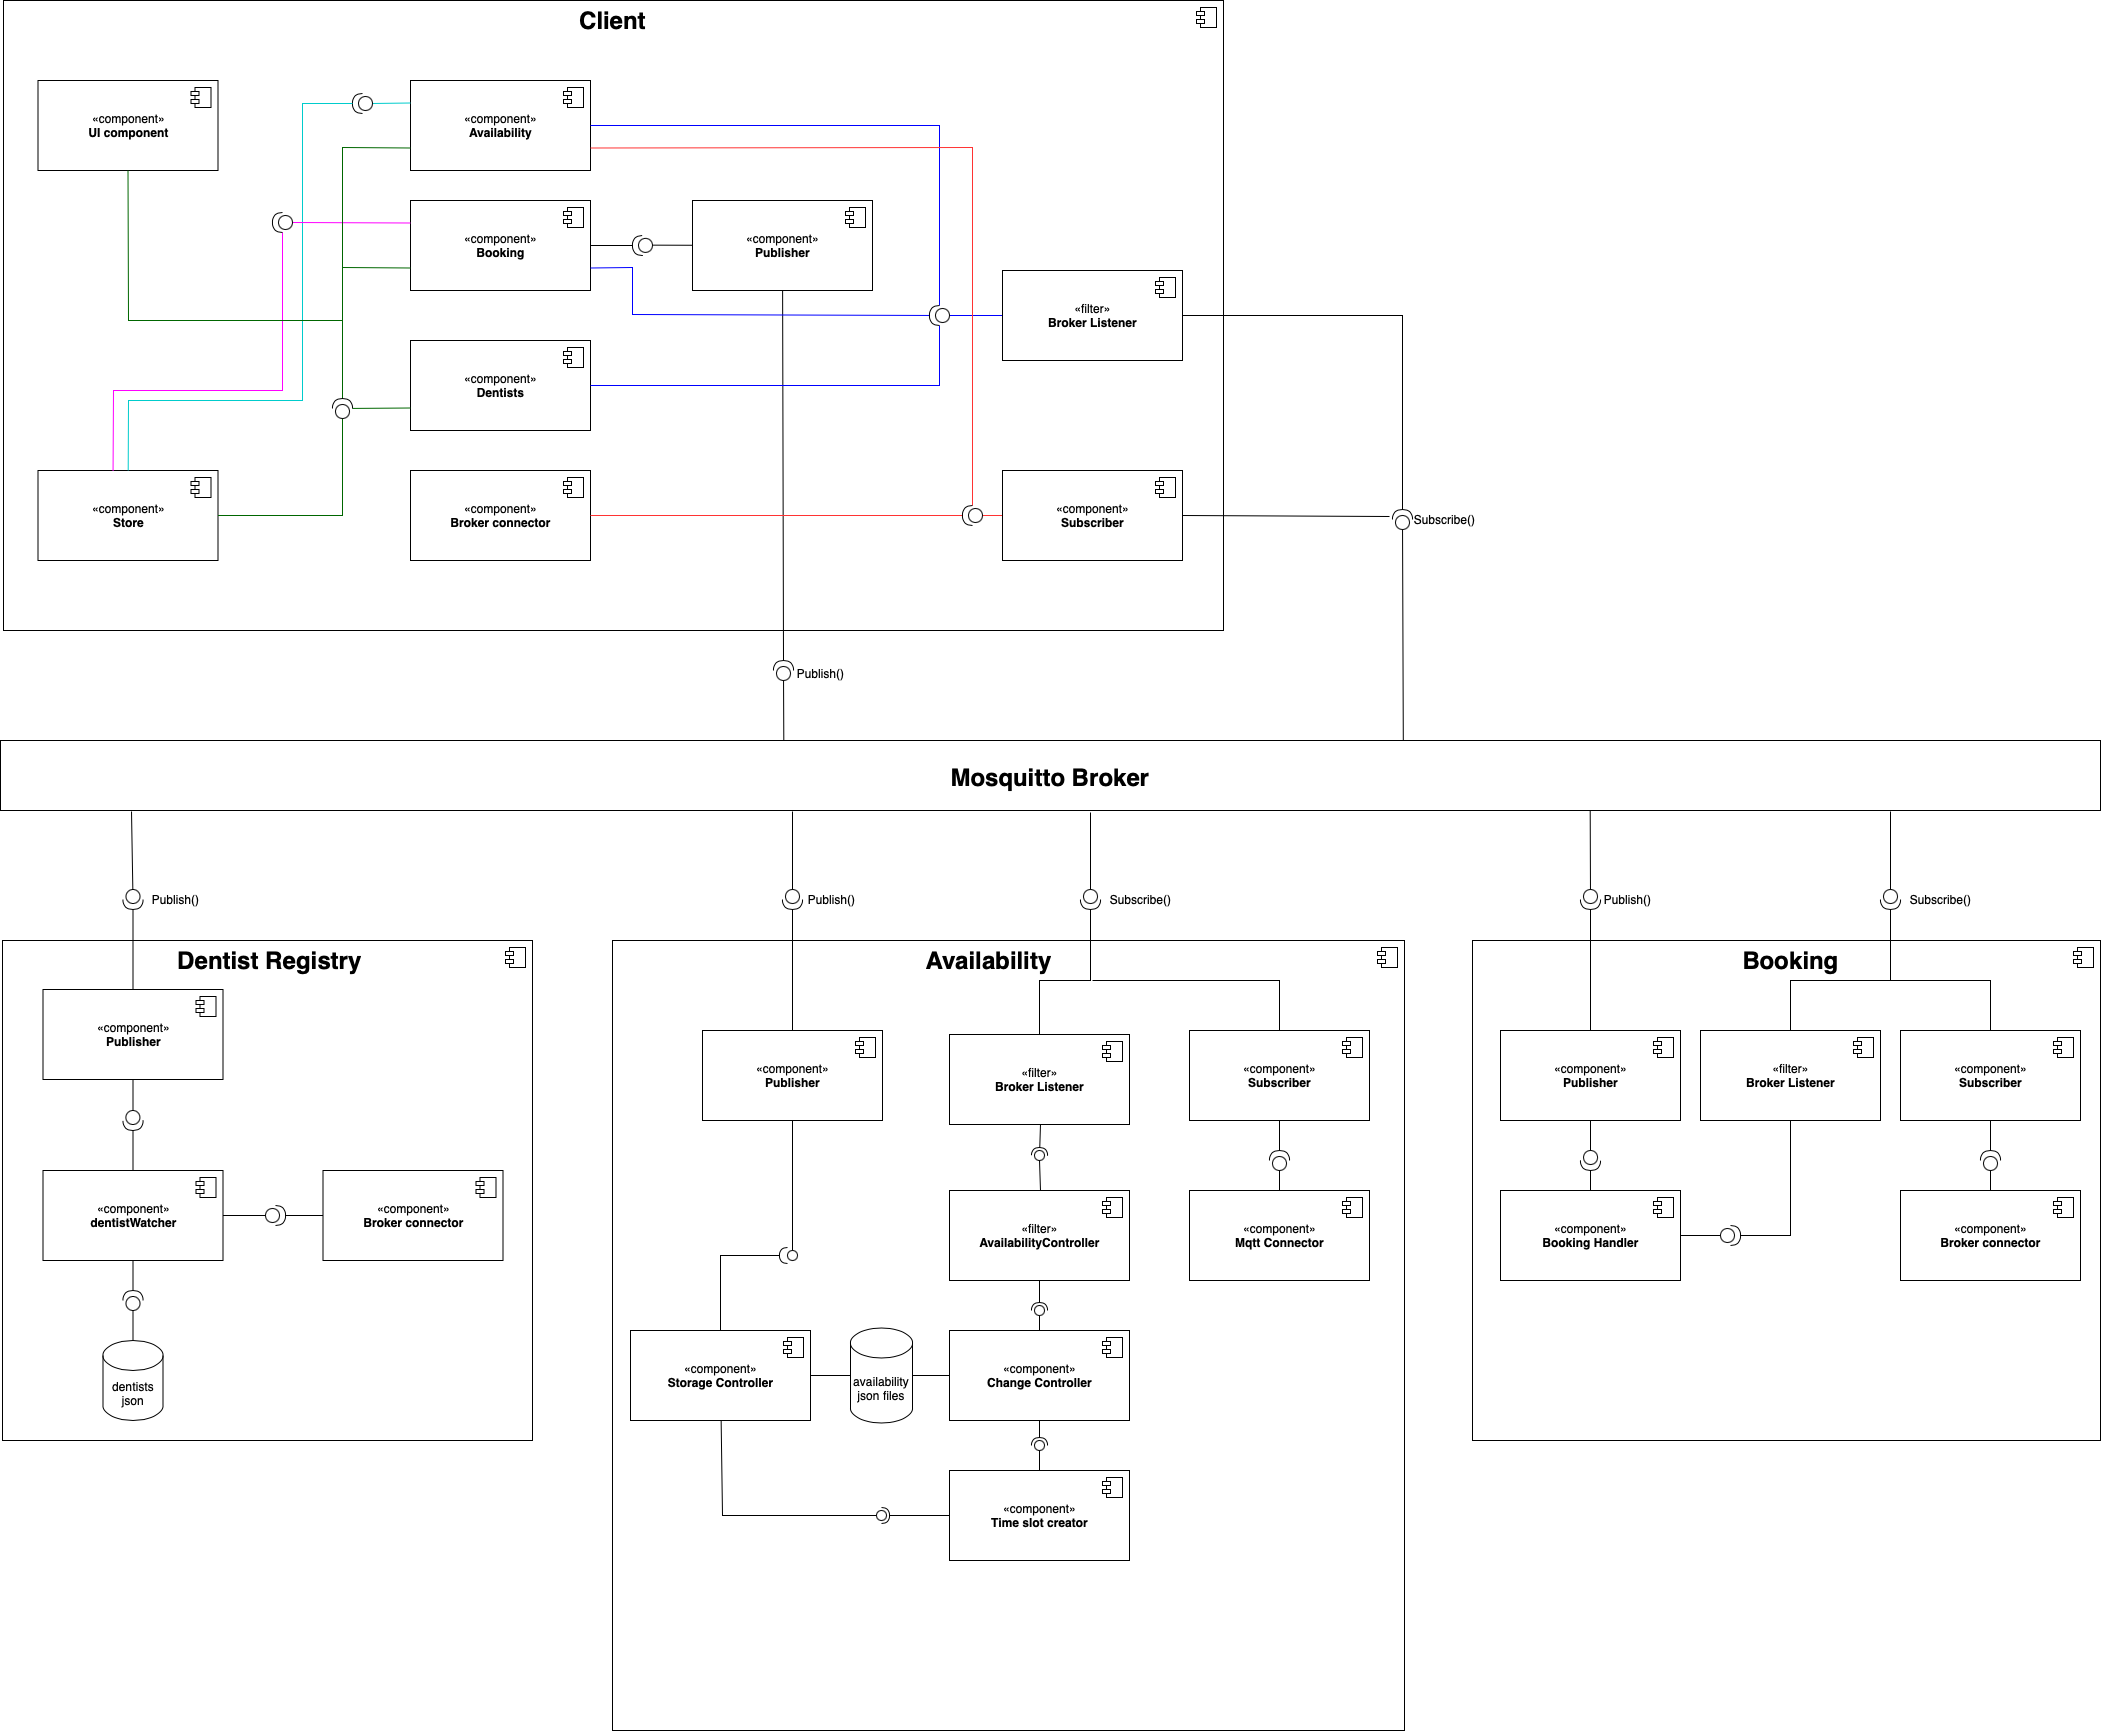 Client
«component»
UI component
«component»
Availability
«component»
Booking
«component»
Publisher
«filter»
Broker Listener
«component»
Dentists
«component»
Store
«component»
Broker connector
«component»
Subscriber
Subscribe()
Publish()
Mosquitto Broker
Publish()
Publish()
Subscribe()
Publish()
Subscribe()
Dentist Registry
«component»
Publisher
«component»
dentistWatcher
«component»
Broker connector
dentists
json
Availability
«component»
Publisher
«filter»
Broker Listener
«component»
Subscriber
«filter»
AvailabilityController
«component»
Mqtt Connector
«component»
Storage Controller
availability
json files
«component»
Change Controller
«component»
Time slot creator
Booking
«component»
Publisher
«filter»
Broker Listener
«component»
Subscriber
«component»
Booking Handler
«component»
Broker connector